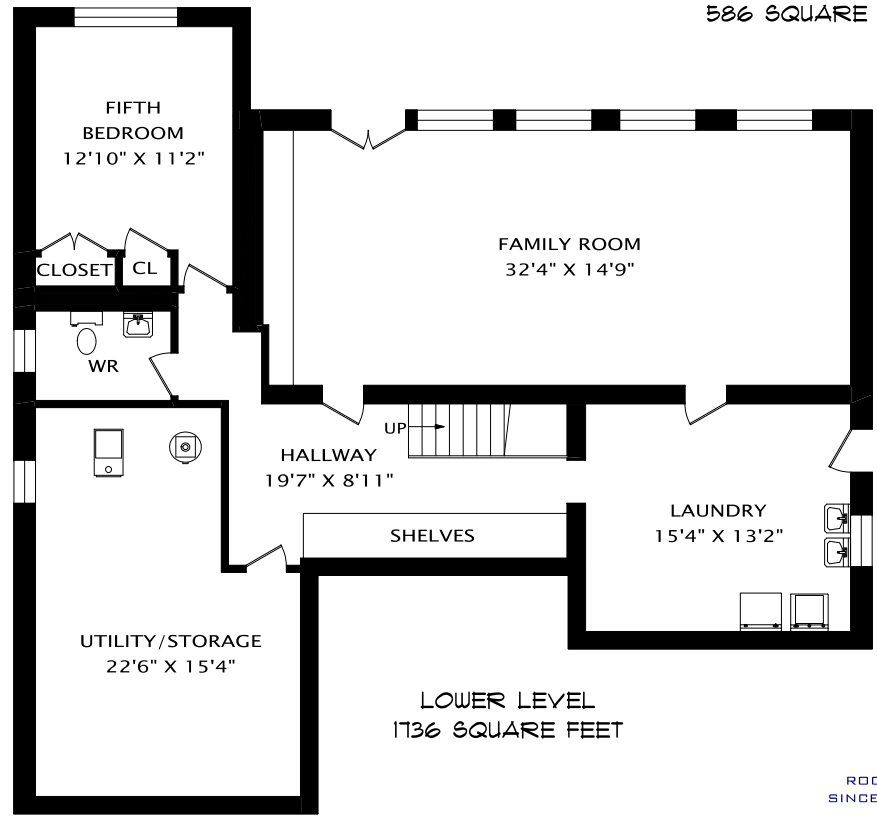 586 SQUARE
FIFTH
BEDROOM
12'10" X 11'2"
FAMILY ROOM
32'4" X 14'9"
CLOSET
CL
WR
UP
HALLWAY
19'7" X 8'11"
LAUNDRY
15'4" X 13'2"
SHELVES
UTILITY/STORAGE
22'6" X 15'4"
LOWER LEVEL
1736 SQUARE FEET
SINCE